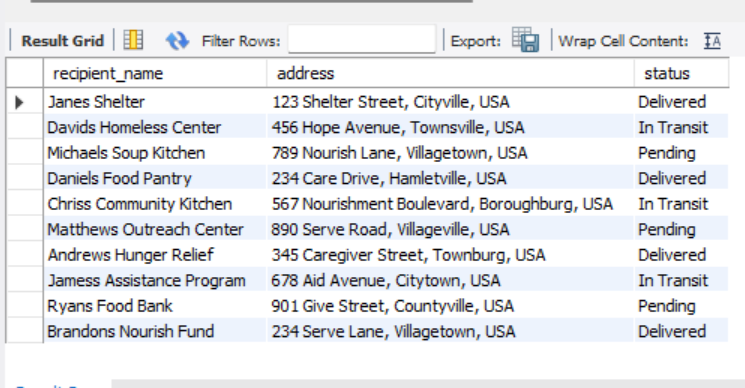 Result Grid Filter Rows: Export: Wrap Cell Content: IA
recipient_name address status
Janes Shelter 123 Shelter Street, Cityville, USA Delivered
Davids Homeless Center 456 Hope Avenue, Townsville, USA In Transit
Michaels Soup Kitchen 789 Nourish Lane, Villagetown, USA Pending
Daniels Food Pantry 234 Care Drive, Hamletville, USA Delivered
Chriss Community Kitchen 567 Nourishment Boulevard, Boroughburg, USA In Transit
Matthews Outreach Center 890 Serve Road, Villageville, USA Pending
Andrews Hunger Relief 345 Caregiver Street, Townburg, USA Delivered
Jamess Assistance Program 678 Aid Avenue, Citytown, USA In Transit
Ryans Food Bank 901 Give Street, Countyville, USA Pending
Brandons Nourish Fund 234 Serve Lane, Villagetown, USA Delivered